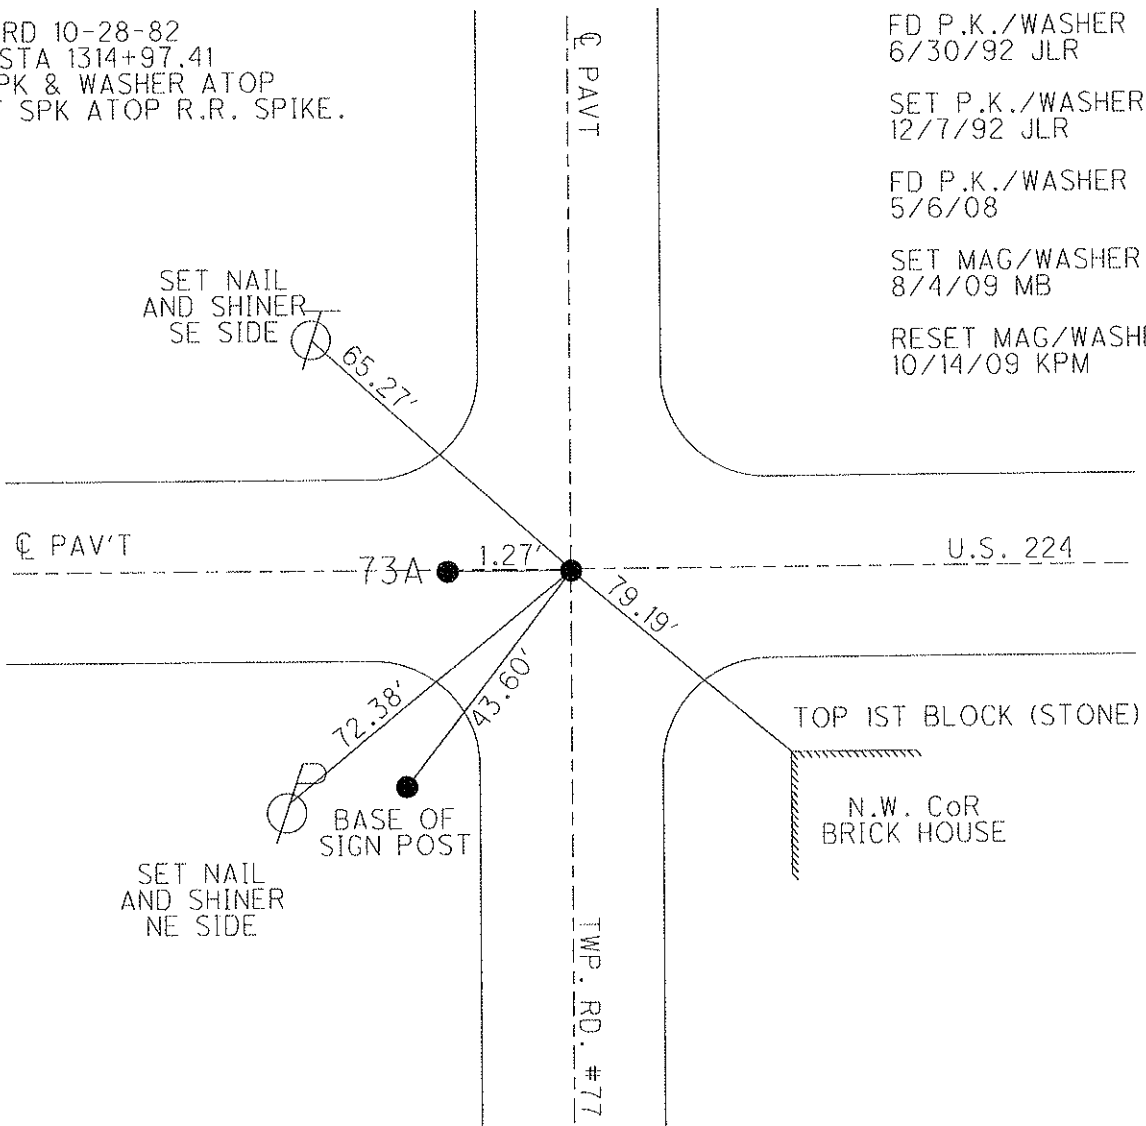 RD 10-28-82
STA 1314+97.41
PK & WASHER ATOP
SPK ATOP R.R. SPIKE.
℄ PAVT
FD P.K./WASHER
6/30/92 JLR
SET P.K./WASHER
12/7/92 JLR
FD P.K./WASHER
5/6/08
SET MAG/WASHER
8/4/09 MB
RESET MAG/WASH
10/14/09 KPM
SET NAIL
AND SHINER
SE SIDE
65.27'
℄ PAV'T
73A
1.27'
U.S. 224
79.19'
72.38'
43.60'
TOP 1ST BLOCK (STONE)
N.W. CoR
BRICK HOUSE
BASE OF
SIGN POST
SET NAIL
AND SHINER
NE SIDE
TWP. RD. #77